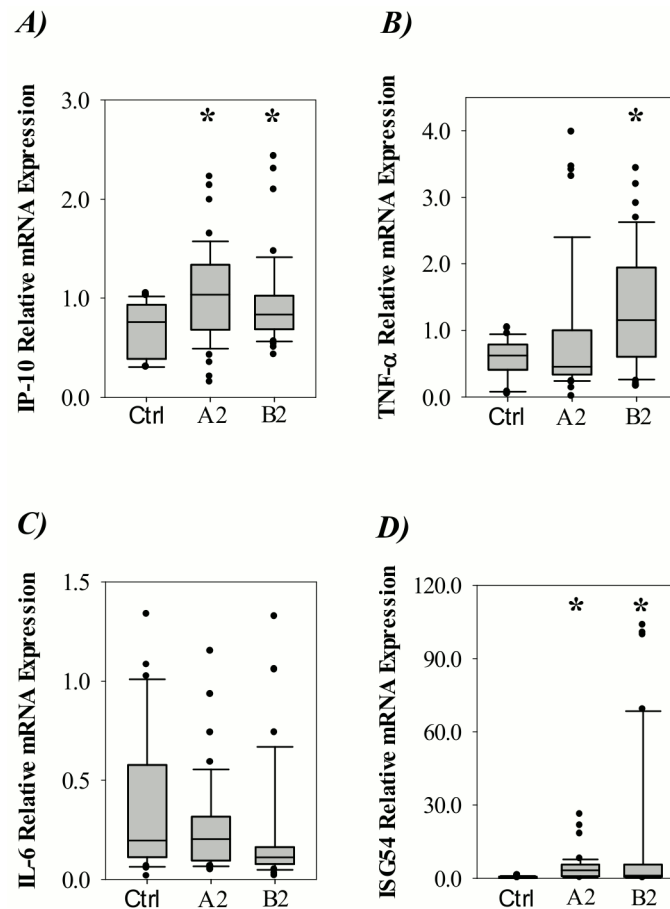 A)
IP-10 Relative mRNA Expression
3.0
2.0
1.0
0.0
* *
Ctrl A2 B2
B)
TNF-α Relative mRNA Expression
4.0
3.0
2.0
1.0
0.0
*
Ctrl A2 B2
C)
IL-6 Relative mRNA Expression
1.5
1.0
0.5
0.0
Ctrl A2 B2
D)
ISG54 Relative mRNA Expression
120.0
90.0
60.0
30.0
0.0
* *
Ctrl A2 B2